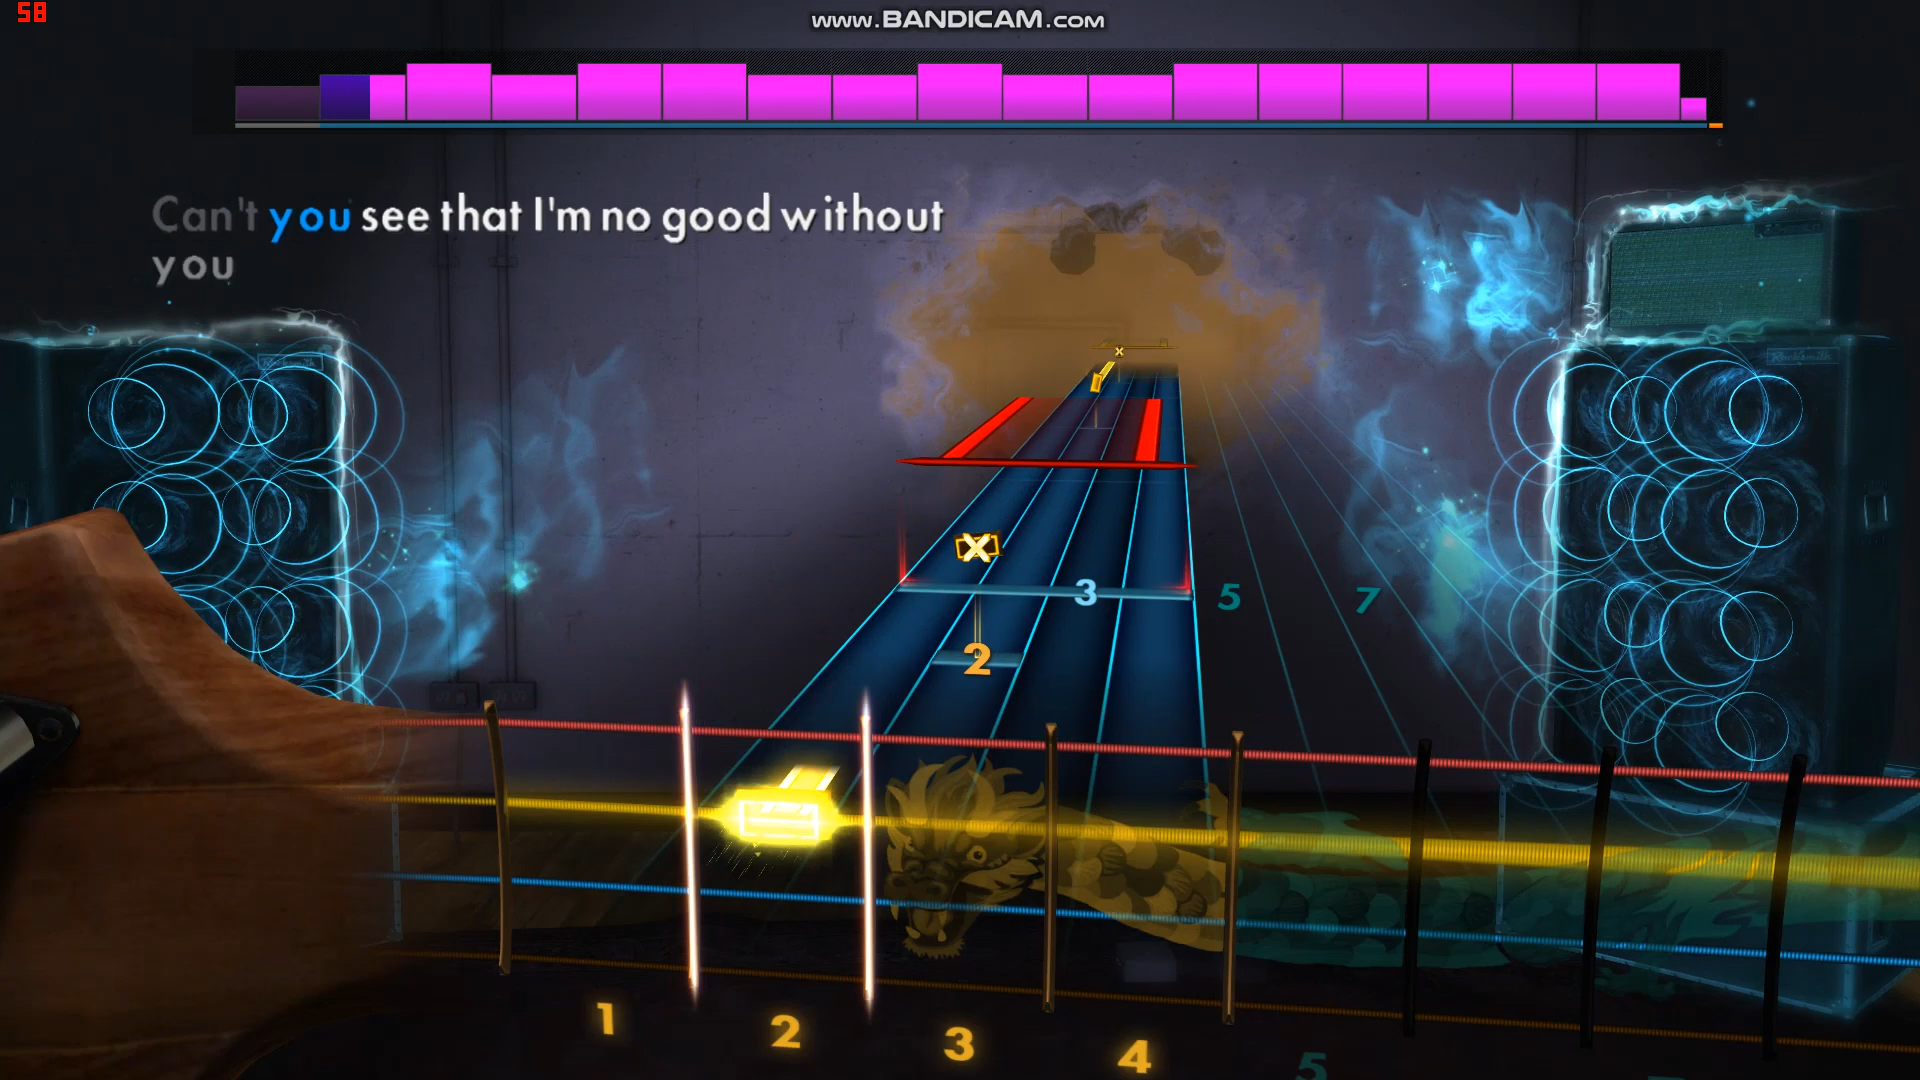 58
www.BANDICAM.com
Can't you see that I'm no good without
you
Rocksmith
3 5 7
2
1 2 3 4 5